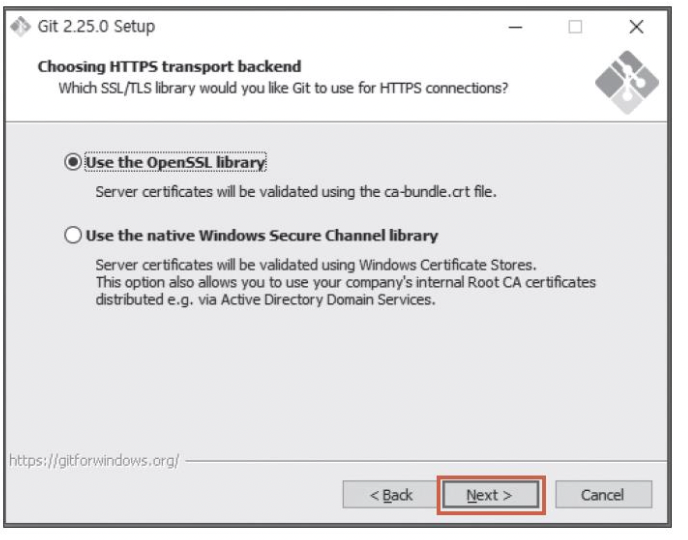 Git 2.25.0 Setup
Choosing HTTPS transport backend
Which SSL/TLS library would you like Git to use for HTTPS connections?
Use the OpenSSL library
Server certificates will be validated using the ca-bundle.crt file.
Use the native Windows Secure Channel library
Server certificates will be validated using Windows Certificate Stores.
This option also allows you to use your company's internal Root CA certificates
distributed e.g. via Active Directory Domain Services.
https://gitforwindows.org/
< Back Next > Cancel